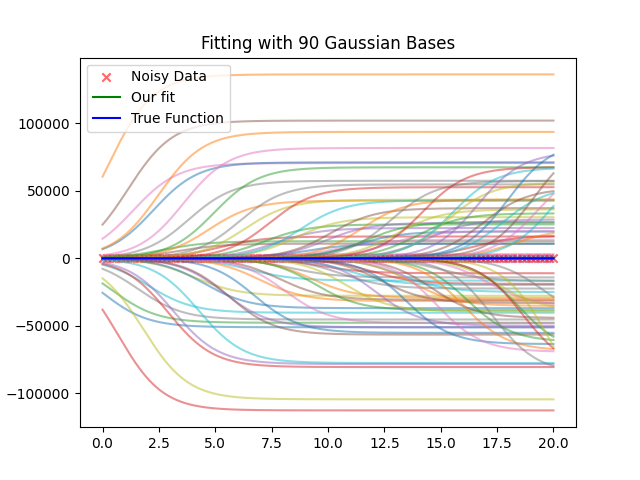 Fitting with 90 Gaussian Bases
Noisy Data
Our fit
True Function
100000
50000
0
−50000
−100000
0.0 2.5 5.0 7.5 10.0 12.5 15.0 17.5 20.0